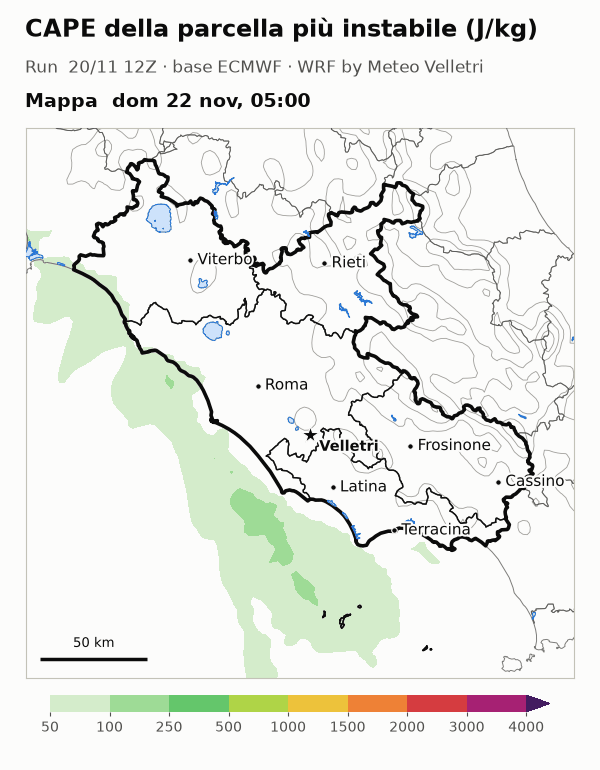 CAPE della parcella più instabile (J/kg)
Run  20/11 12Z · base ECMWF · WRF by Meteo Velletri
Mappa  dom 22 nov, 05:00
Viterbo
Rieti
Roma
Velletri
Frosinone
Cassino
Latina
Terracina
50 km
50 100 250 500 1000 1500 2000 3000 4000